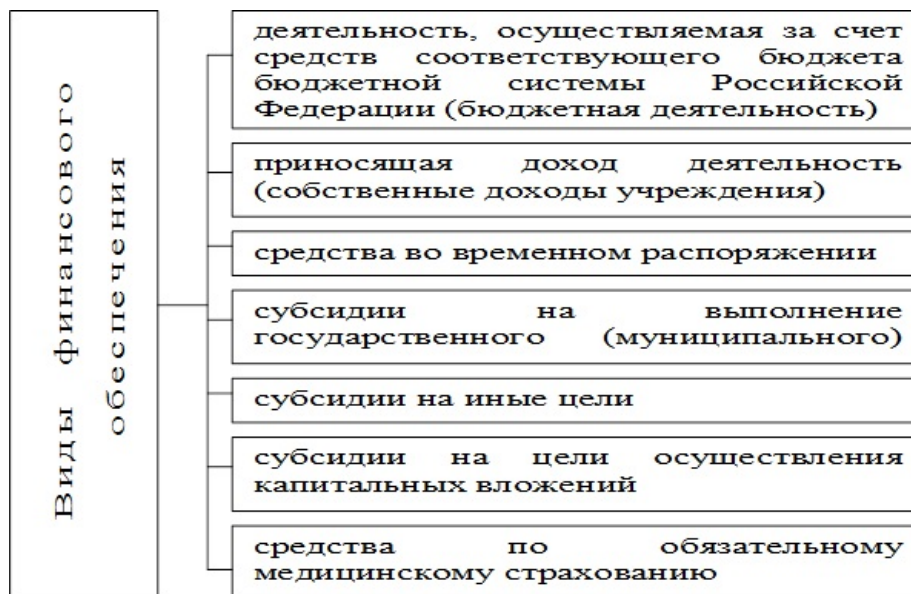 Виды финансового
обеспечения
деятельность, осуществляемая за счет
средств соответствующего бюджета
бюджетной системы Российской
Федерации (бюджетная деятельность)
приносящая доход деятельность
(собственные доходы учреждения)
средства во временном распоряжении
субсидии на выполнение
государственного (муниципального)
субсидии на иные цели
субсидии на цели осуществления
капитальных вложений
средства по обязательному
медицинскому страхованию